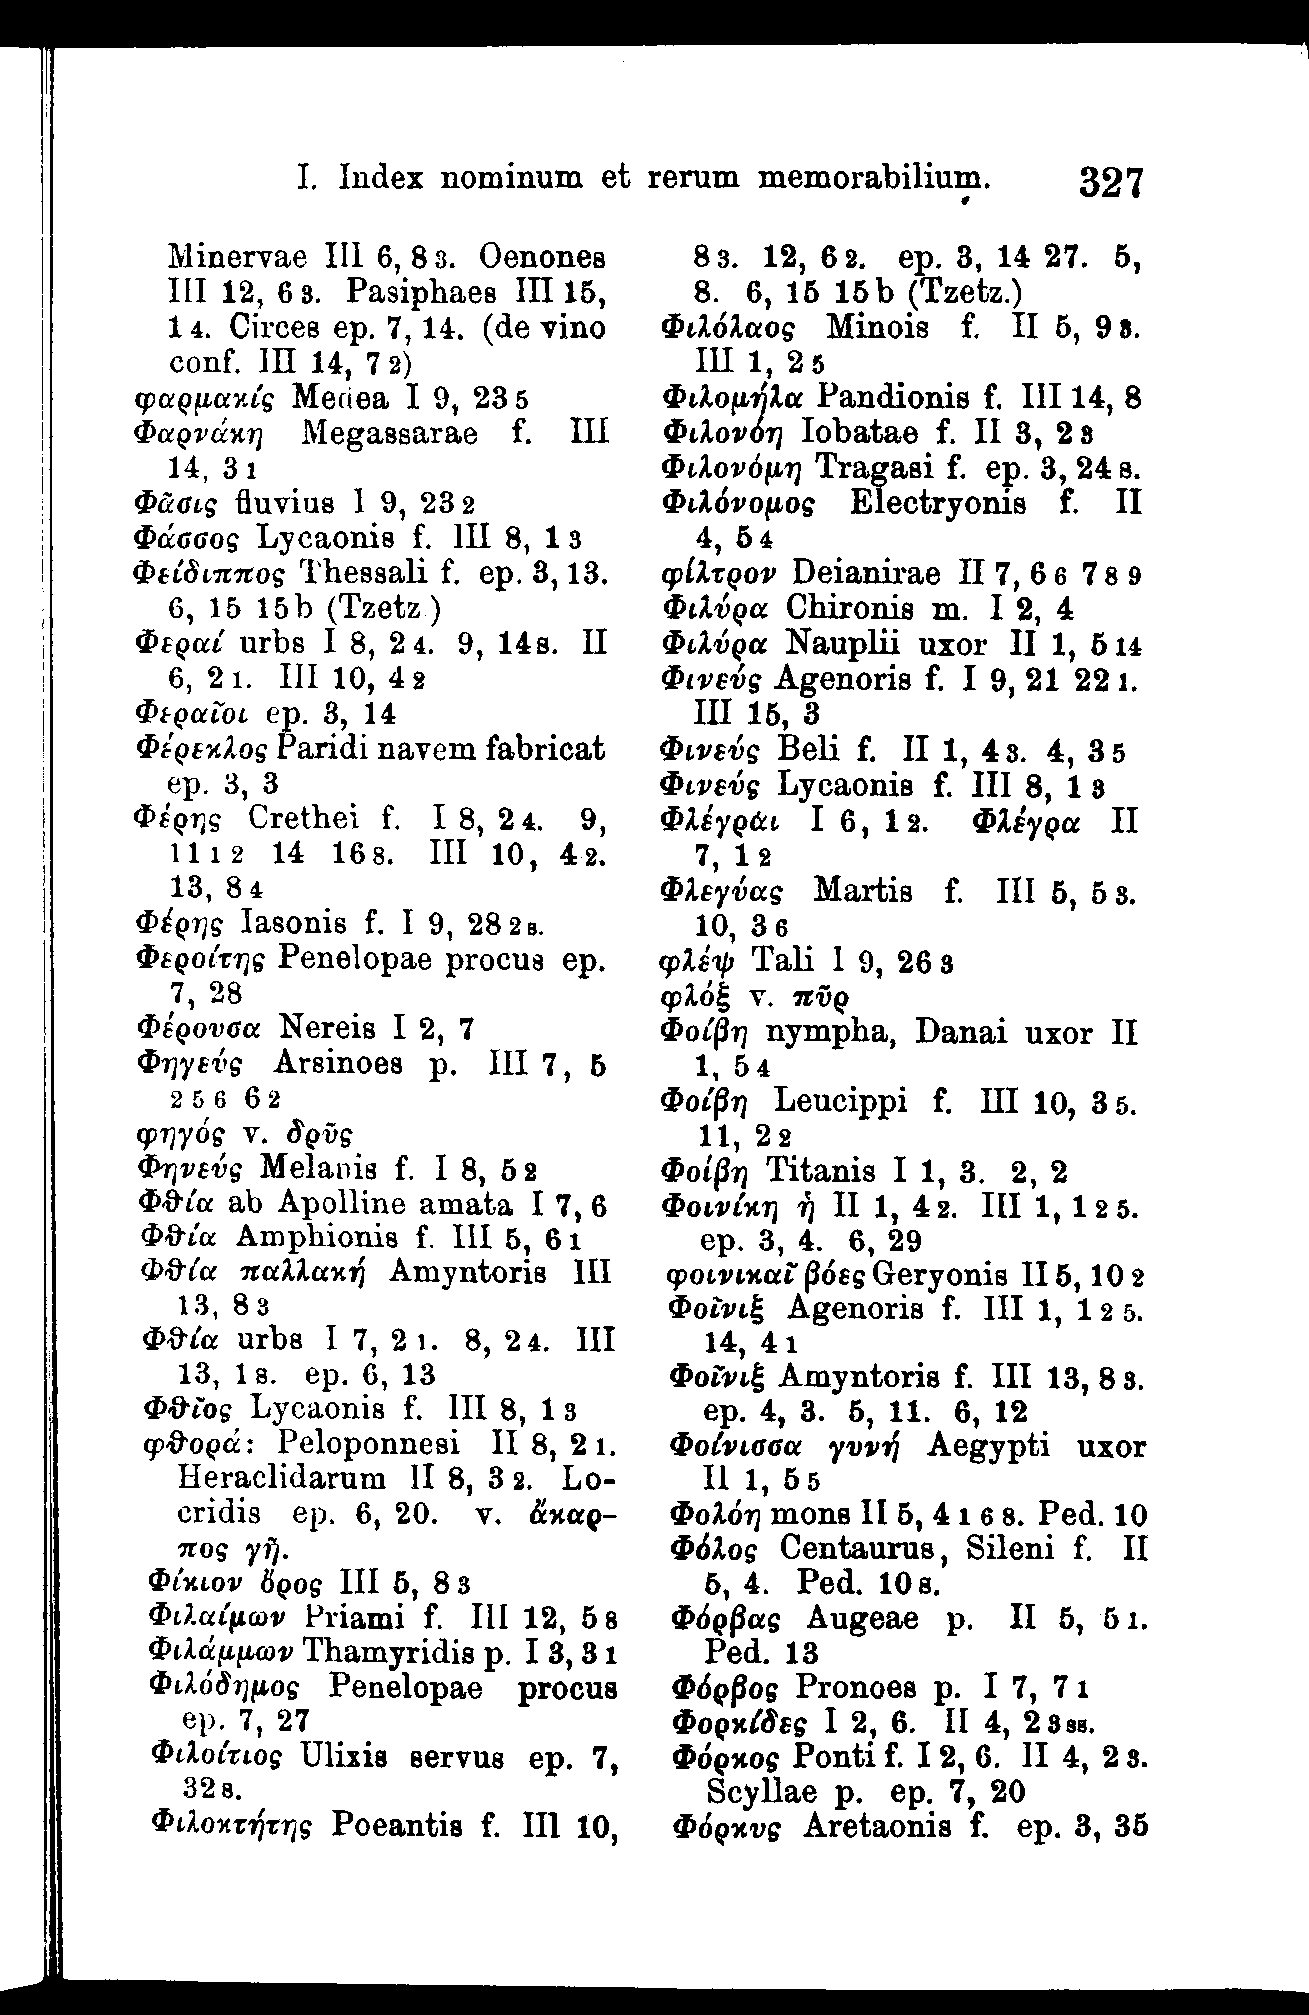 I. Index nominum et rerum memorabilium. 327
Minervae III 6, 8 3. Oenones
III 12, 6 3. Pasiphaes III 15,
1 4. Circes ep. 7, 14. (de vino
conf. III 14, 7 2)
φαρμακίς Medea I 9, 23 5
Φαρνάκη Megassarae f. III
14, 3 1
Φᾶσις fluvius I 9, 23 2
Φάσσος Lycaonis f. III 8, 1 3
Φείδιππος Thessali f. ep. 3, 13.
6, 15 15b (Tzetz.)
Φεραί urbs I 8, 2 4. 9, 14 s. II
6, 2 1. III 10, 4 2
Φεραῖοι ep. 3, 14
Φέρεκλος Paridi navem fabricat
ep. 3, 3
Φέρης Crethei f. I 8, 2 4. 9,
11 1 2 14 16 8. III 10, 4 2.
13, 8 4
Φέρης Iasonis f. I 9, 28 2 s.
Φεροίτης Penelopae procus ep.
7, 28
Φέρουσα Nereis I 2, 7
Φηγεύς Arsinoes p. III 7, 5
2 5 6 6 2
φηγός v. δρῦς
Φηνεύς Melanis f. I 8, 5 2
Φθία ab Apolline amata I 7, 6
Φθία Amphionis f. III 5, 6 1
Φθία παλλακή Amyntoris III
13, 8 3
Φθία urbs I 7, 2 1. 8, 2 4. III
13, 1 s. ep. 6, 13
Φθῖος Lycaonis f. III 8, 1 3
φθορά: Peloponnesi II 8, 2 1.
Heraclidarum II 8, 3 2. Lo-
cridis ep. 6, 20. v. ἄκαρ-
πος γῆ.
Φίκιον ὄρος III 5, 8 3
Φιλαίμων Priami f. III 12, 5 8
Φιλάμμων Thamyridis p. I 3, 3 1
Φιλόδημος Penelopae procus
ep. 7, 27
Φιλοίτιος Ulixis servus ep. 7,
32 s.
Φιλοκτήτης Poeantis f. III 10,
8 3. 12, 6 2. ep. 3, 14 27. 5,
8. 6, 15 15b (Tzetz.)
Φιλόλαος Minois f. II 5, 9 3.
III 1, 2 5
Φιλομήλα Pandionis f. III 14, 8
Φιλονόη Iobatae f. II 3, 2 3
Φιλονόμη Tragasi f. ep. 3, 24 s.
Φιλόνομος Electryonis f. II
4, 5 4
φίλτρον Deianirae II 7, 6 6 7 8 9
Φιλύρα Chironis m. I 2, 4
Φιλύρα Nauplii uxor II 1, 5 14
Φινεύς Agenoris f. I 9, 21 22 1.
III 15, 3
Φινεύς Beli f. II 1, 4 3. 4, 3 5
Φινεύς Lycaonis f. III 8, 1 3
Φλέγραι I 6, 1 2. Φλέγρα II
7, 1 2
Φλεγύας Martis f. III 5, 5 3.
10, 3 6
φλέψ Tali I 9, 26 3
φλόξ v. πῦρ
Φοίβη nympha, Danai uxor II
1, 5 4
Φοίβη Leucippi f. III 10, 3 5.
11, 2 2
Φοίβη Titanis I 1, 3. 2, 2
Φοινίκη ἡ II 1, 4 2. III 1, 1 2 5.
ep. 3, 4. 6, 29
φοινικαῖ βόες Geryonis II 5, 10 2
Φοῖνιξ Agenoris f. III 1, 1 2 5.
14, 4 1
Φοῖνιξ Amyntoris f. III 13, 8 3.
ep. 4, 3. 5, 11. 6, 12
Φοίνισσα γυνή Aegypti uxor
II 1, 5 5
Φολόη mons II 5, 4 1 6 8. Ped. 10
Φόλος Centaurus, Sileni f. II
5, 4. Ped. 10 s.
Φόρβας Augeae p. II 5, 5 1.
Ped. 13
Φόρβος Pronoes p. I 7, 7 1
Φορκίδες I 2, 6. II 4, 2 3 ss.
Φόρκος Ponti f. I 2, 6. II 4, 2 3.
Scyllae p. ep. 7, 20
Φόρκυς Aretaonis f. ep. 3, 35